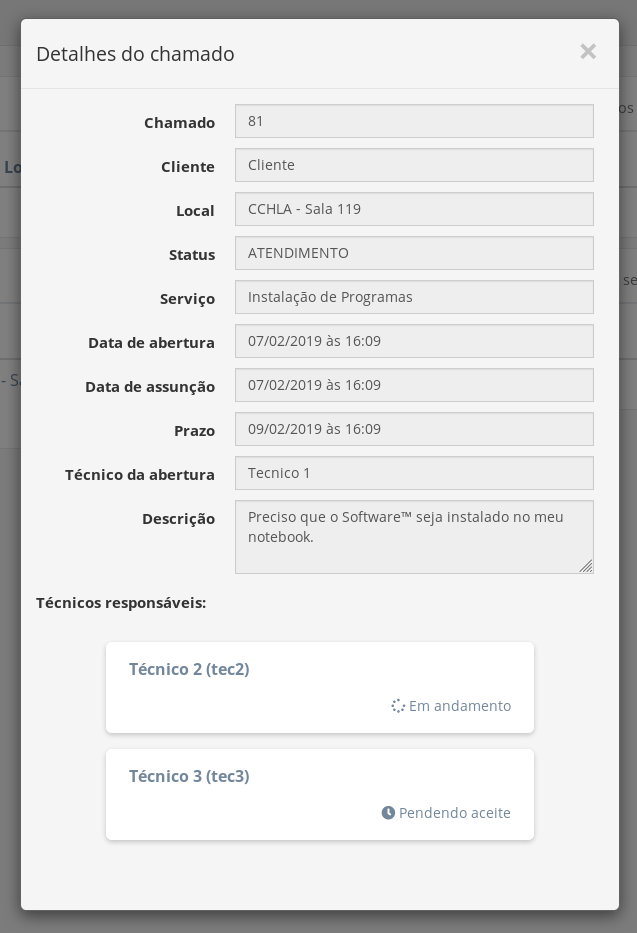 Detalhes do chamado
×
Chamado 81
Cliente Cliente
Local CCHLA - Sala 119
Status ATENDIMENTO
Serviço Instalação de Programas
Data de abertura 07/02/2019 às 16:09
Data de assunção 07/02/2019 às 16:09
Prazo 09/02/2019 às 16:09
Técnico da abertura Tecnico 1
Descrição Preciso que o Software™ seja instalado no meu
notebook.
Técnicos responsáveis:
Técnico 2 (tec2)
Em andamento
Técnico 3 (tec3)
Pendendo aceite